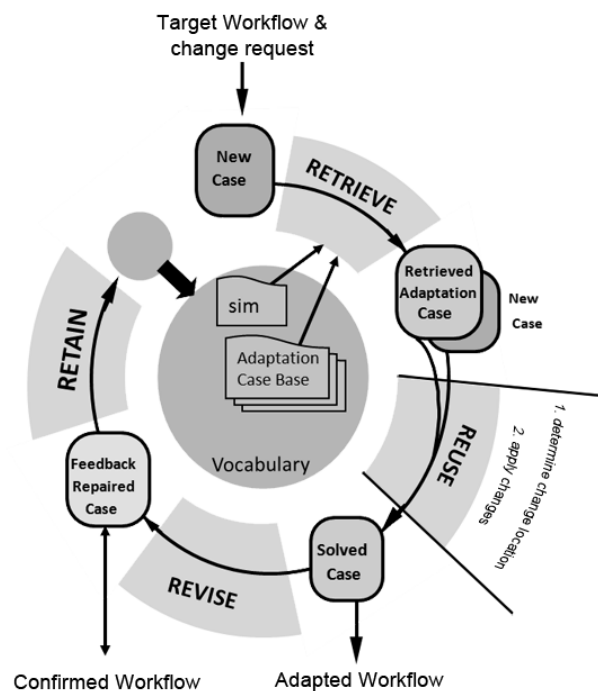 Target Workflow &
change request
New
Case
RETRIEVE
Retrieved
Adaptation
Case
New
Case
sim
Adaptation
Case Base
Vocabulary
REUSE
1. determine change location
2. apply changes
Solved
Case
Adapted Workflow
REVISE
Feedback
Repaired
Case
Confirmed Workflow
RETAIN